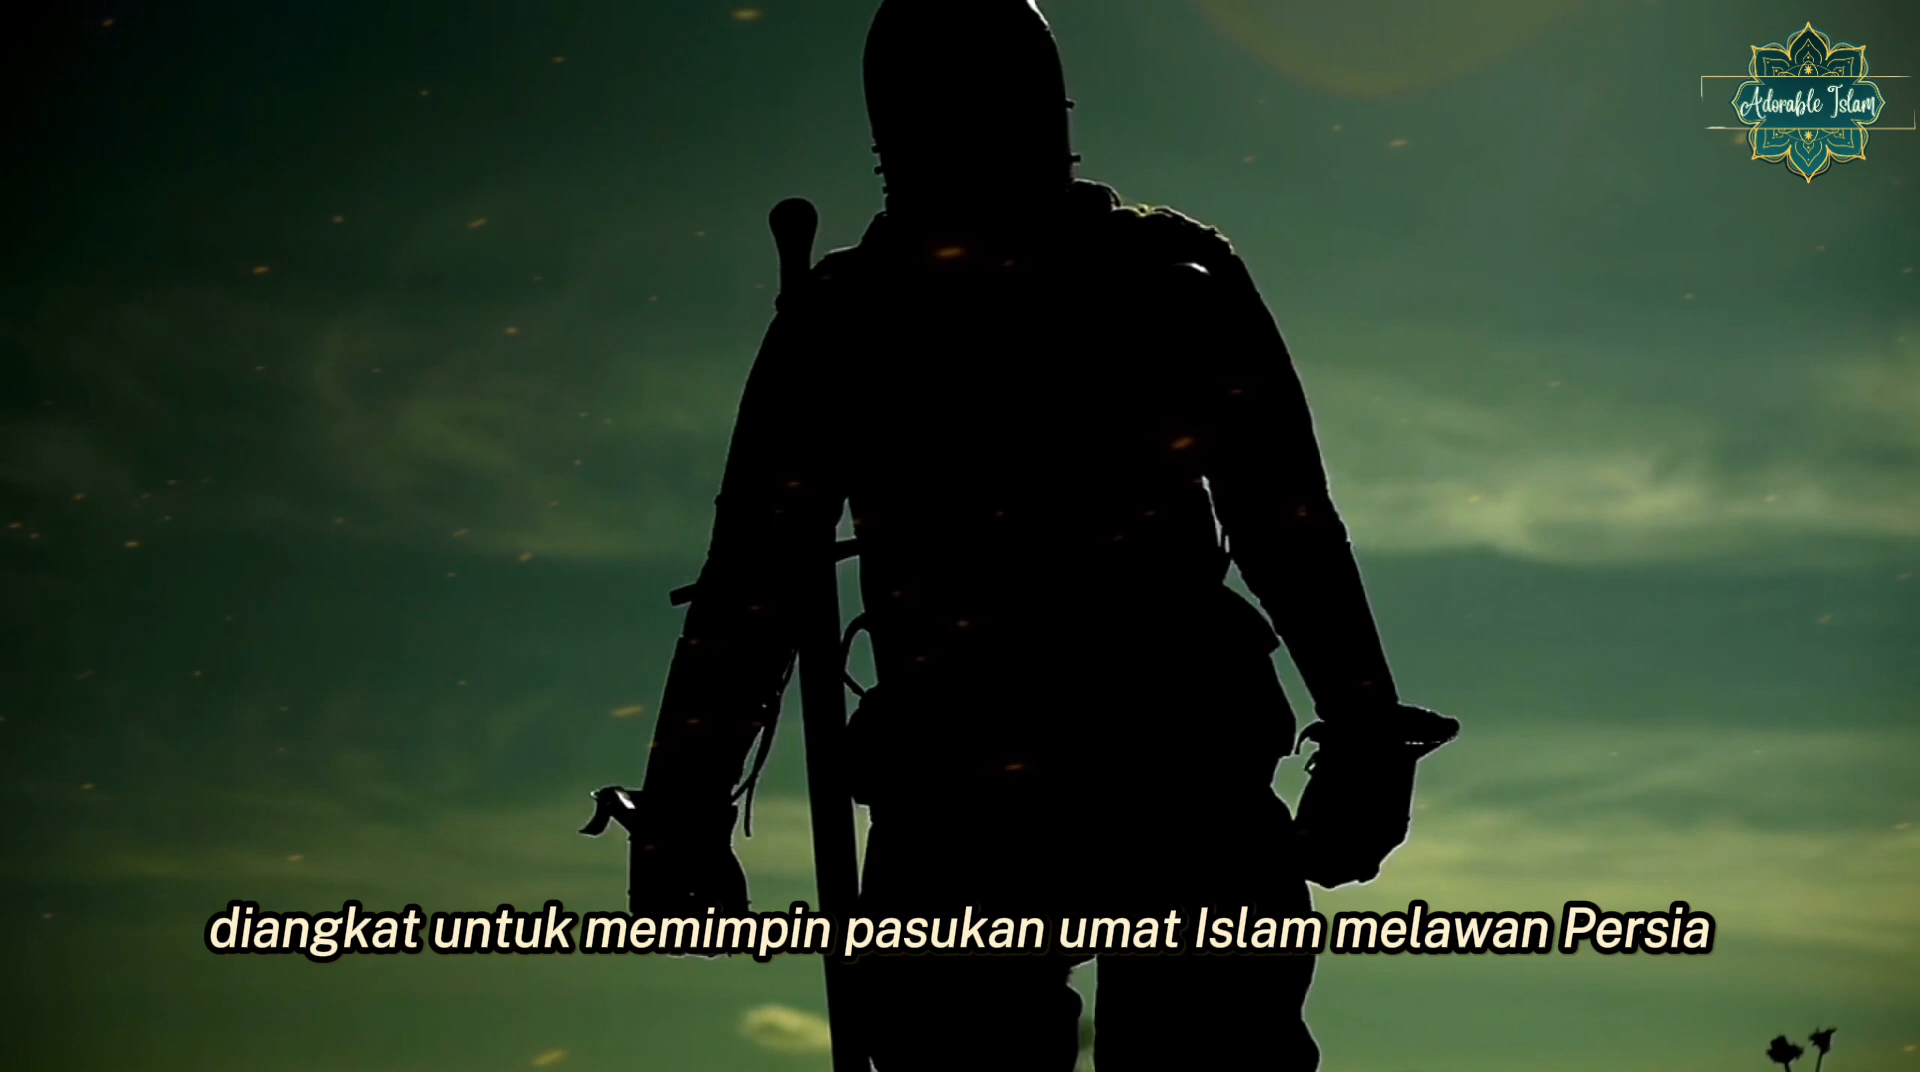 Adorable Islam
diangkat untuk memimpin pasukan umat Islam melawan Persia